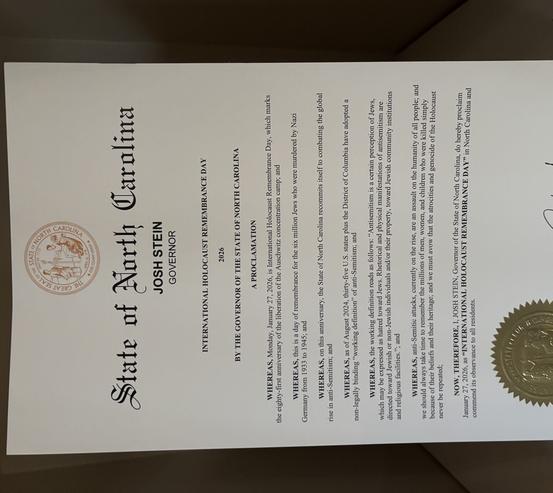 THE GREAT SEAL OF THE STATE OF NORTH CAROLINA
State of North Carolina
JOSH STEIN
GOVERNOR
INTERNATIONAL HOLOCAUST REMEMBRANCE DAY
2026
BY THE GOVERNOR OF THE STATE OF NORTH CAROLINA
A PROCLAMATION
WHEREAS, Monday, January 27, 2026, is International Holocaust Remembrance Day, which marks
the eighty-first anniversary of the liberation of the Auschwitz concentration camp; and
WHEREAS, this is a day of remembrance for the six million Jews who were murdered by Nazi
Germany from 1933 to 1945; and
WHEREAS, on this anniversary, the State of North Carolina recommits itself to combating the global
rise in anti-Semitism; and
WHEREAS, as of August 2024, thirty-five U.S. states plus the District of Columbia have adopted a
non-legally binding "working definition" of anti-Semitism; and
WHEREAS, the working definition reads as follows: "Antisemitism is a certain perception of Jews,
which may be expressed as hatred toward Jews. Rhetorical and physical manifestations of antisemitism are
directed toward Jewish or non-Jewish individuals and/or their property, toward Jewish community institutions
and religious facilities."; and
WHEREAS, anti-Semitic attacks, currently on the rise, are an assault on the humanity of all people; and
we should always take time to remember the millions of men, women, and children who were killed simply
because of their beliefs and their heritage; and we must avow that the atrocities and genocide of the Holocaust
never be repeated;
NOW, THEREFORE, I, JOSH STEIN, Governor of the State of North Carolina, do hereby proclaim
January 27, 2026, as "INTERNATIONAL HOLOCAUST REMEMBRANCE DAY" in North Carolina and
commend its observance to all residents.